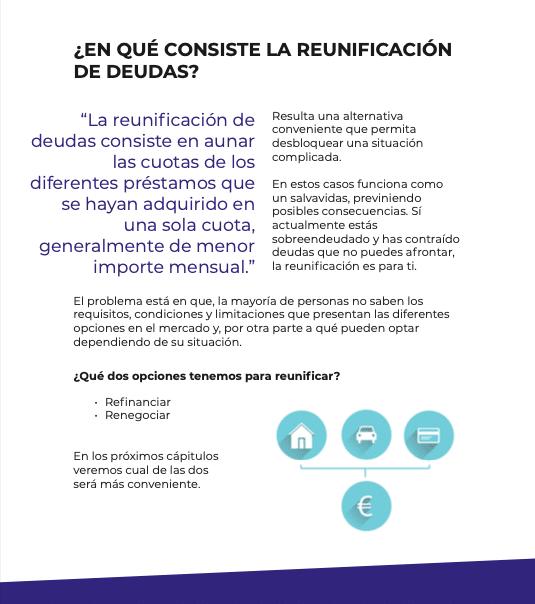 ¿EN QUÉ CONSISTE LA REUNIFICACIÓN
DE DEUDAS?
“La reunificación de
deudas consiste en aunar
las cuotas de los
diferentes préstamos que
se hayan adquirido en
una sola cuota,
generalmente de menor
importe mensual.”
Resulta una alternativa
conveniente que permita
desbloquear una situación
complicada.
En estos casos funciona como
un salvavidas, previniendo
posibles consecuencias. Sí
actualmente estás
sobreendeudado y has contraído
deudas que no puedes afrontar,
la reunificación es para ti.
El problema está en que, la mayoría de personas no saben los
requisitos, condiciones y limitaciones que presentan las diferentes
opciones en el mercado y, por otra parte a qué pueden optar
dependiendo de su situación.
¿Qué dos opciones tenemos para reunificar?
• Refinanciar
• Renegociar
En los próximos cápitulos
veremos cual de las dos
será más conveniente.
€